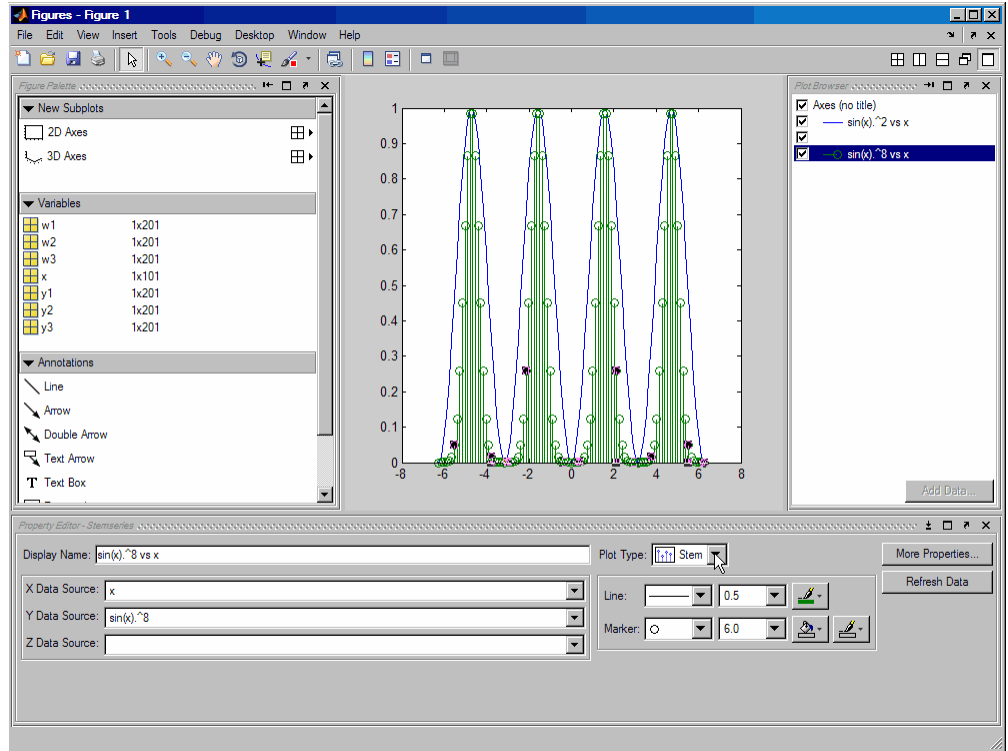 Figures - Figure 1
File Edit View Insert Tools Debug Desktop Window Help
Figure Palette
New Subplots
2D Axes
3D Axes
Variables
w1 1x201
w2 1x201
w3 1x201
x 1x101
y1 1x201
y2 1x201
y3 1x201
Annotations
Line
Arrow
Double Arrow
Text Arrow
T Text Box
1
0.9
0.8
0.7
0.6
0.5
0.4
0.3
0.2
0.1
0
-8 -6 -4 -2 0 2 4 6 8
Plot Browser
Axes (no title)
sin(x).^2 vs x
sin(x).^8 vs x
Add Data...
Property Editor - Stemseries
Display Name: sin(x).^8 vs x
X Data Source: x
Y Data Source: sin(x).^8
Z Data Source:
Plot Type: Stem
Line: 0.5
Marker: 6.0
More Properties...
Refresh Data